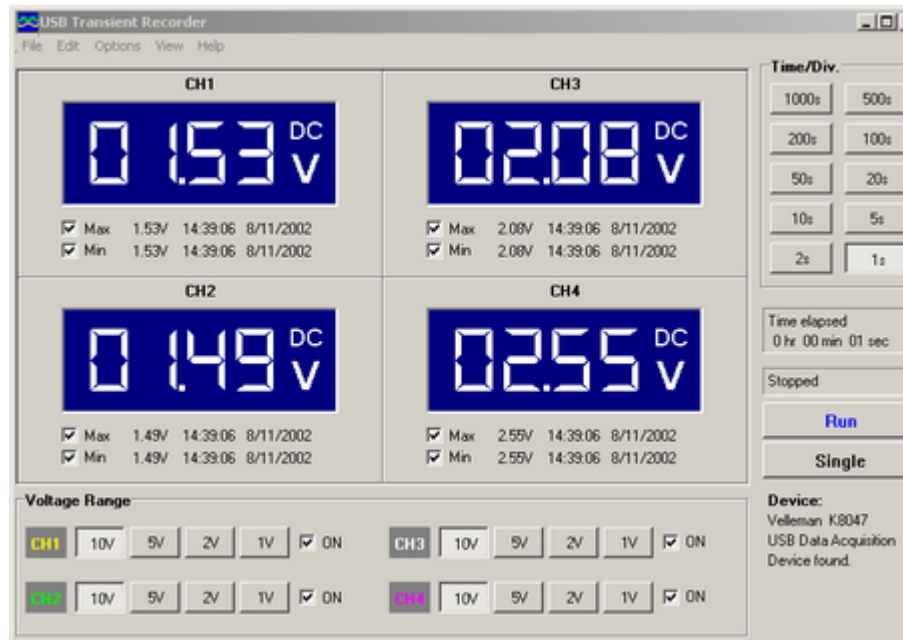 USB Transient Recorder
File Edit Options View Help
CH1
01.53 DC V
Max 1.53V 14:39:06 8/11/2002
Min 1.53V 14:39:06 8/11/2002
CH3
02.08 DC V
Max 2.08V 14:39:06 8/11/2002
Min 2.08V 14:39:06 8/11/2002
CH2
01.49 DC V
Max 1.49V 14:39:06 8/11/2002
Min 1.49V 14:39:06 8/11/2002
CH4
02.55 DC V
Max 2.55V 14:39:06 8/11/2002
Min 2.55V 14:39:06 8/11/2002
Time/Div.
1000s 500s
200s 100s
50s 20s
10s 5s
2s 1s
Time elapsed
0 hr 00 min 01 sec
Stopped
Run
Single
Device:
Velleman K8047
USB Data Acquisition
Device found.
Voltage Range
CH1 10V 5V 2V 1V ON
CH3 10V 5V 2V 1V ON
CH2 10V 5V 2V 1V ON
CH4 10V 5V 2V 1V ON